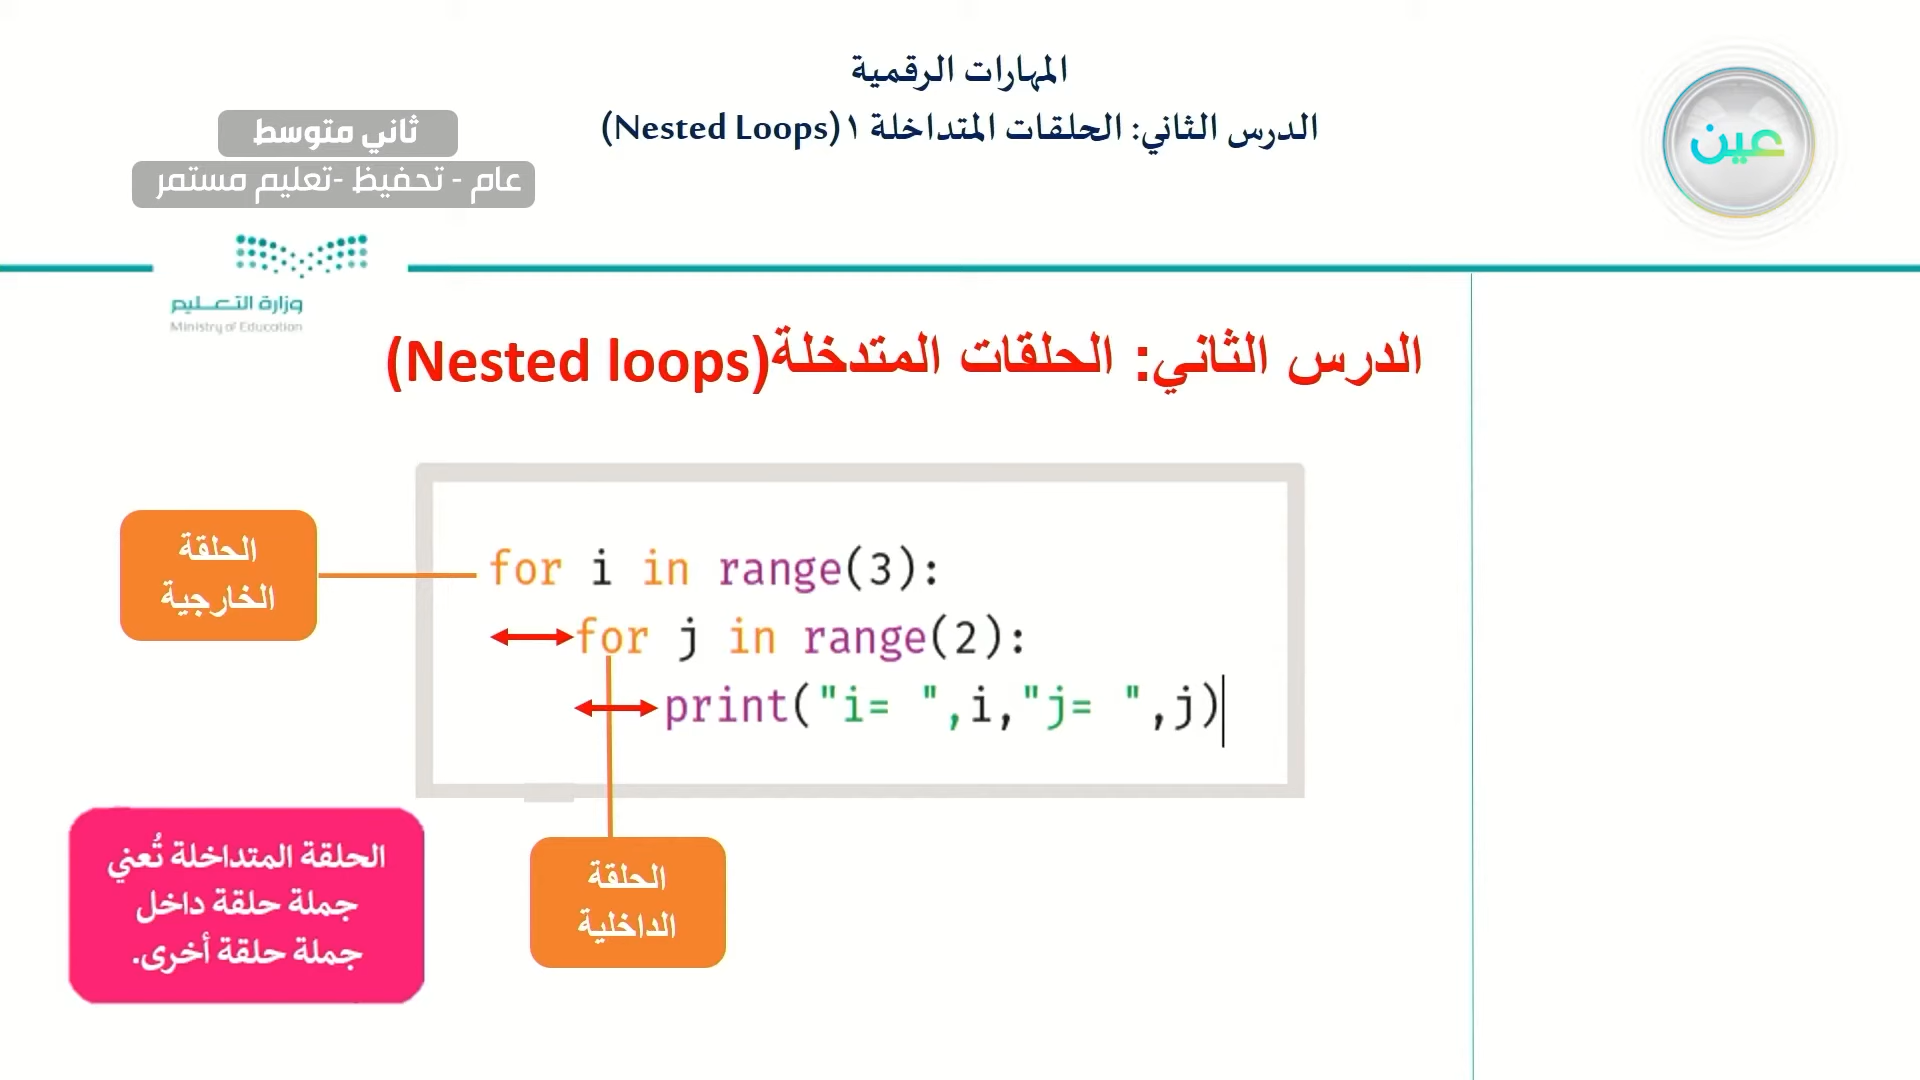 المهارات الرقمية
الدرس الثاني: الحلقات المتداخلة ١ (Nested Loops)
عين
ثاني متوسط
عام - تحفيظ -تعليم مستمر
وزارة التعليم
Ministry of Education
الدرس الثاني: الحلقات المتدخلة(Nested loops)
الحلقة
الخارجية
for i in range(3):
for j in range(2):
print("i= ",i,"j= ",j)
الحلقة
الداخلية
الحلقة المتداخلة تُعني
جملة حلقة داخل
جملة حلقة أخرى.